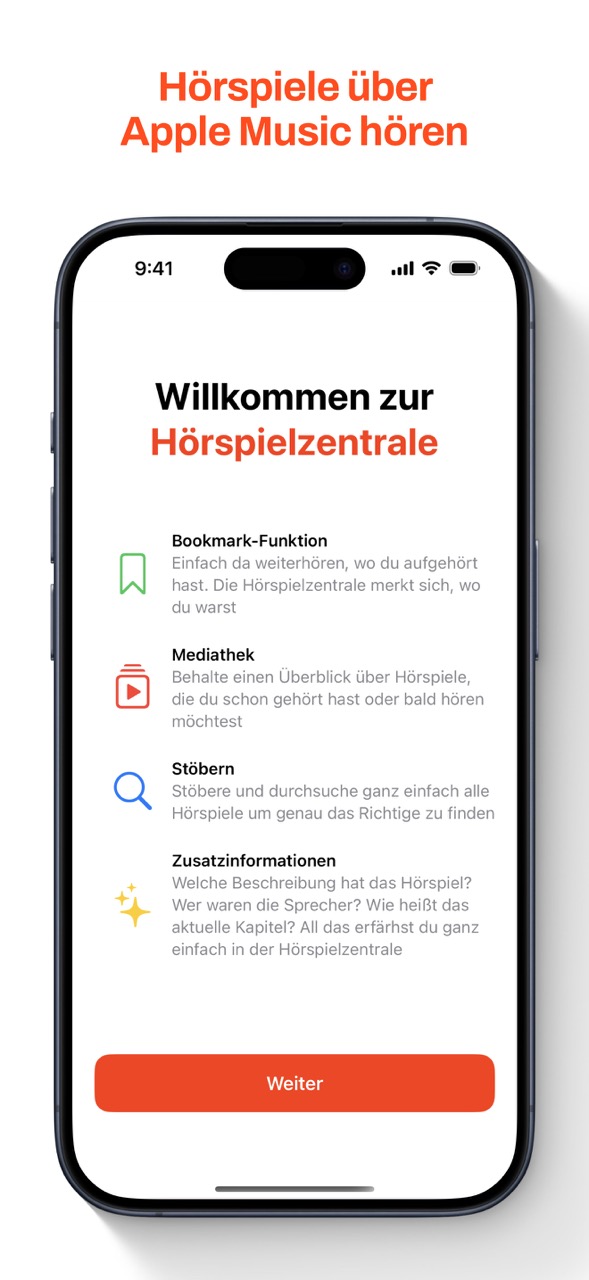 Hörspiele über
Apple Music hören
9:41
Willkommen zur
Hörspielzentrale
Bookmark-Funktion
Einfach da weiterhören, wo du aufgehört
hast. Die Hörspielzentrale merkt sich, wo
du warst
Mediathek
Behalte einen Überblick über Hörspiele,
die du schon gehört hast oder bald hören
möchtest
Stöbern
Stöbere und durchsuche ganz einfach alle
Hörspiele um genau das Richtige zu finden
Zusatzinformationen
Welche Beschreibung hat das Hörspiel?
Wer waren die Sprecher? Wie heißt das
aktuelle Kapitel? All das erfährst du ganz
einfach in der Hörspielzentrale
Weiter